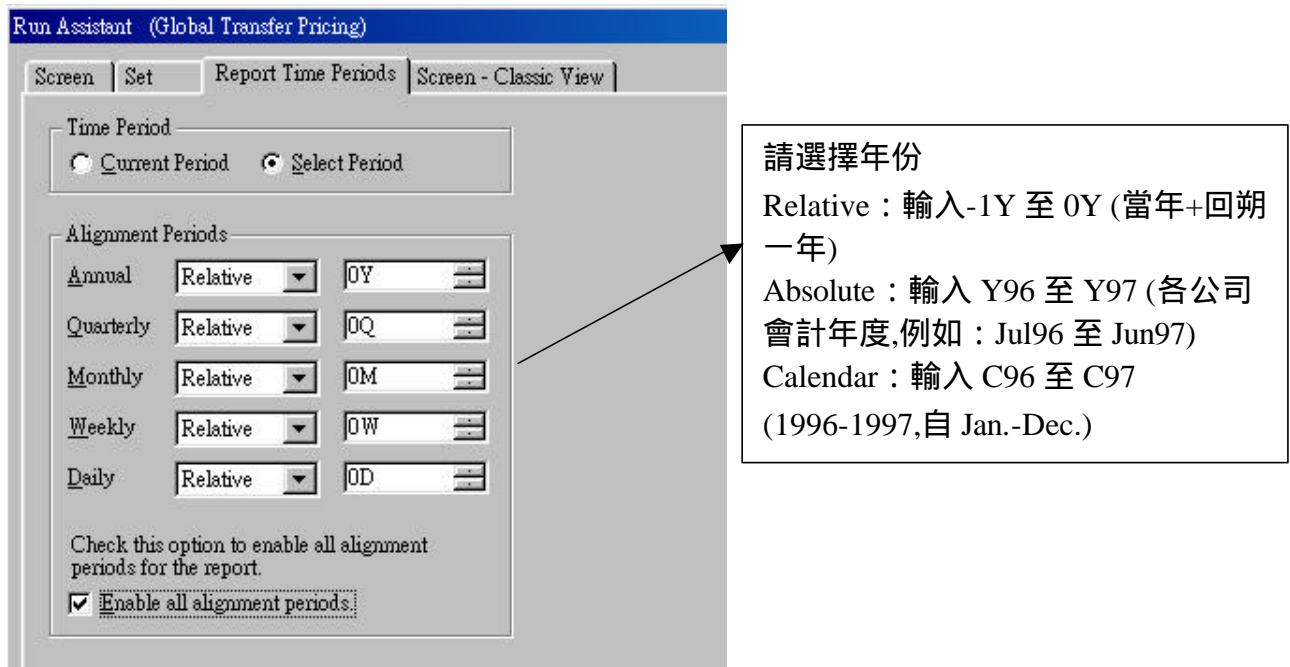 Run Assistant (Global Transfer Pricing)
Screen Set Report Time Periods Screen - Classic View
Time Period
Current Period Select Period
Alignment Periods
Annual Relative 0Y
Quarterly Relative 0Q
Monthly Relative 0M
Weekly Relative 0W
Daily Relative 0D
Check this option to enable all alignment
periods for the report.
Enable all alignment periods.
請選擇年份
Relative：輸入-1Y 至 0Y (當年+回朔
一年)
Absolute：輸入 Y96 至 Y97 (各公司
會計年度,例如：Jul96 至 Jun97)
Calendar：輸入 C96 至 C97
(1996-1997,自 Jan.-Dec.)